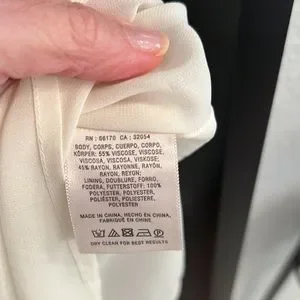 RN : 66170 CA : 32054
BODY, CORPS, CUERPO, CORPO,
KÖRPER: 55% VISCOSE, VISCOSE,
VISCOSA, VISCOSA, VISKOSE;
45% RAYON, RAYONNE,
RAYÓN, RAYON, REYON;
LINING, DOUBLURE, FORRO,
FODERA, FUTTERSTOFF: 100%
POLYESTER, POLYESTER,
POLIÉSTER, POLIESTERE,
POLYESTER
MADE IN CHINA, HECHO EN CHINA,
FABRIQUÉ EN CHINE
DRY CLEAN FOR BEST RESULTS